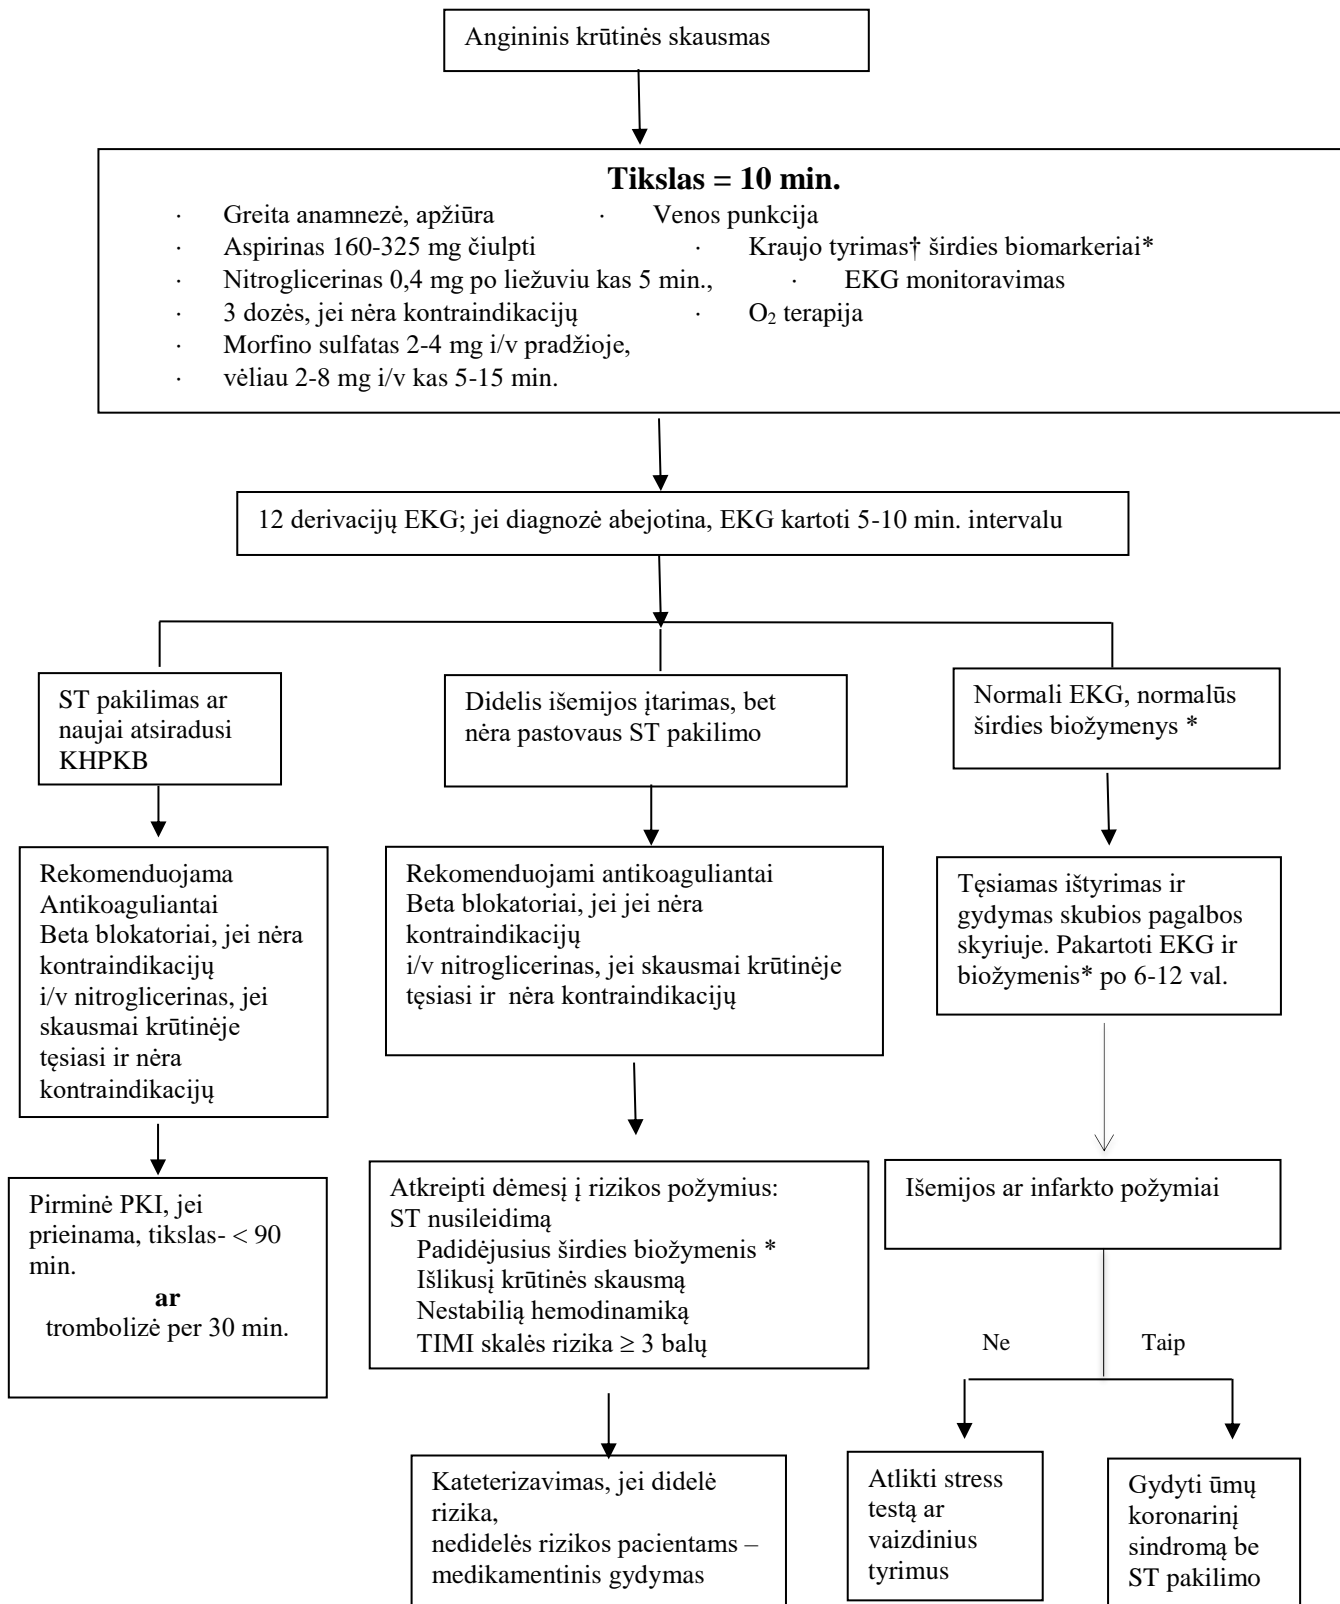 Angininis krūtinės skausmas
Tikslas = 10 min.
· Greita anamnezė, apžiūra · Venos punkcija
· Aspirinas 160-325 mg čiulpti · Kraujo tyrimas† širdies biomarkeriai*
· Nitroglicerinas 0,4 mg po liežuviu kas 5 min., · EKG monitoravimas
· 3 dozės, jei nėra kontraindikacijų · O₂ terapija
· Morfino sulfatas 2-4 mg i/v pradžioje,
· vėliau 2-8 mg i/v kas 5-15 min.
12 derivacijų EKG; jei diagnozė abejotina, EKG kartoti 5-10 min. intervalu
ST pakilimas ar
naujai atsiradusi
KHPKB
Didelis išemijos įtarimas, bet
nėra pastovaus ST pakilimo
Normali EKG, normalūs
širdies biožymenys *
Rekomenduojama
Antikoaguliantai
Beta blokatoriai, jei nėra
kontraindikacijų
i/v nitroglicerinas, jei
skausmai krūtinėje
tęsiasi ir nėra
kontraindikacijų
Rekomenduojami antikoaguliantai
Beta blokatoriai, jei jei nėra
kontraindikacijų
i/v nitroglicerinas, jei skausmai krūtinėje
tęsiasi ir nėra kontraindikacijų
Tęsiamas ištyrimas ir
gydymas skubios pagalbos
skyriuje. Pakartoti EKG ir
biožymenis* po 6-12 val.
Pirminė PKI, jei
prieinama, tikslas- < 90
min.
ar
trombolizė per 30 min.
Atkreipti dėmesį į rizikos požymius:
ST nusileidimą
Padidėjusius širdies biožymenis *
Išlikusį krūtinės skausmą
Nestabilią hemodinamiką
TIMI skalės rizika ≥ 3 balų
Išemijos ar infarkto požymiai
Ne
Taip
Kateterizavimas, jei didelė
rizika,
nedidelės rizikos pacientams –
medikamentinis gydymas
Atlikti stress
testą ar
vaizdinius
tyrimus
Gydyti ūmų
koronarinį
sindromą be
ST pakilimo